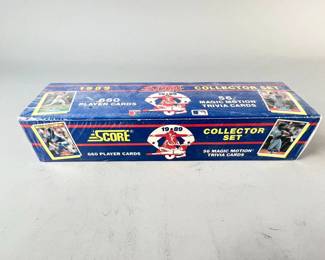 1989
SCORE
COLLECTOR SET
660
PLAYER CARDS
56
MAGIC MOTION
TRIVIA CARDS
SCORE
1989
COLLECTOR
SET
660 PLAYER CARDS
56 MAGIC MOTION
TRIVIA CARDS